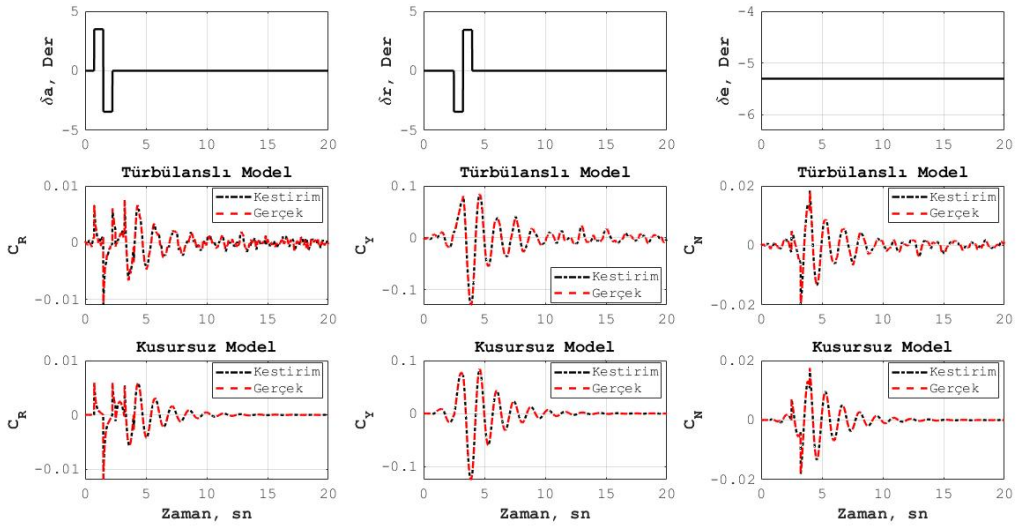 5
0
-5
δa, Der
0 5 10 15 20
5
0
-5
δr, Der
0 5 10 15 20
-4
-5
-6
δe, Der
0 5 10 15 20
Türbülanslı Model
0.01
0
-0.01
C_R
Kestirim
Gerçek
0 5 10 15 20
Türbülanslı Model
0.1
0
-0.1
C_Y
Kestirim
Gerçek
0 5 10 15 20
Türbülanslı Model
0.02
0
-0.02
C_N
Kestirim
Gerçek
0 5 10 15 20
Kusursuz Model
0.01
0
-0.01
C_R
Kestirim
Gerçek
0 5 10 15 20
Zaman, sn
Kusursuz Model
0.1
0
-0.1
C_Y
Kestirim
Gerçek
0 5 10 15 20
Zaman, sn
Kusursuz Model
0.02
0
-0.02
C_N
Kestirim
Gerçek
0 5 10 15 20
Zaman, sn